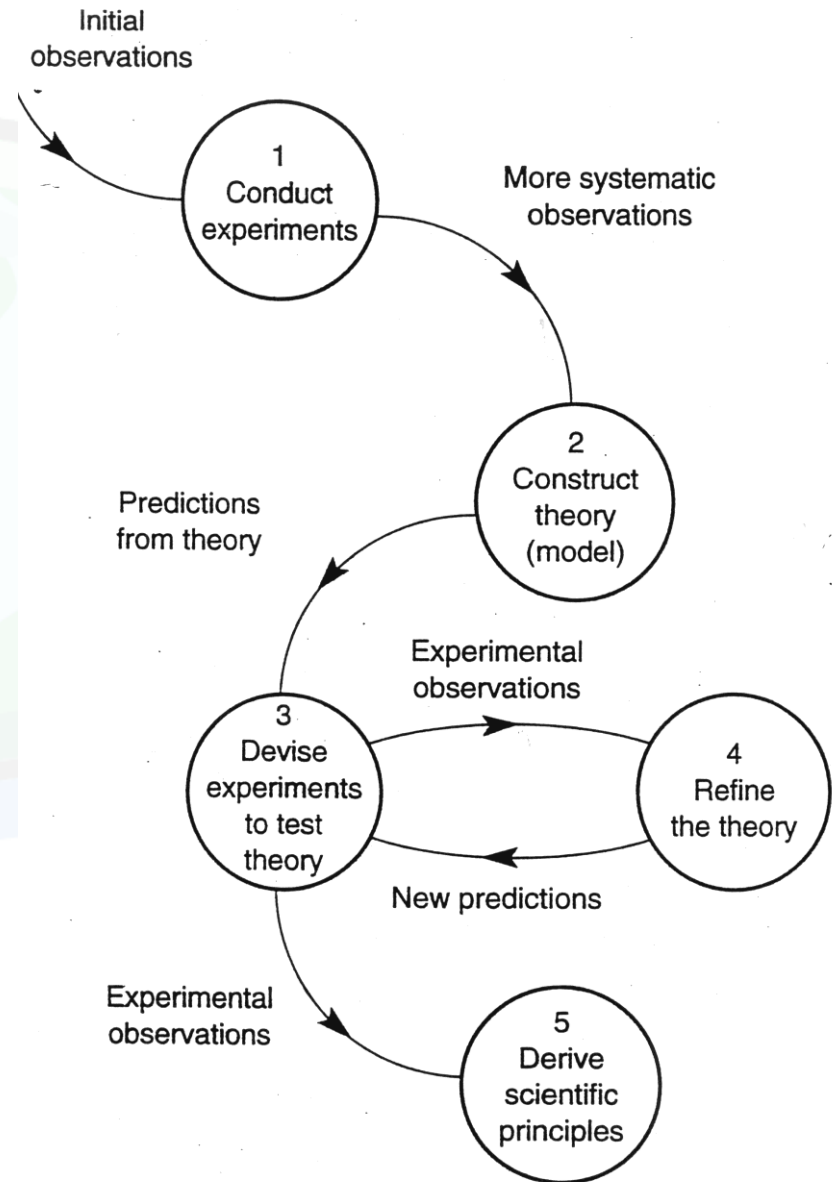 Initial
observations
1
Conduct
experiments
More systematic
observations
2
Construct
theory
(model)
Predictions
from theory
Experimental
observations
3
Devise
experiments
to test
theory
4
Refine
the theory
New predictions
Experimental
observations
5
Derive
scientific
principles